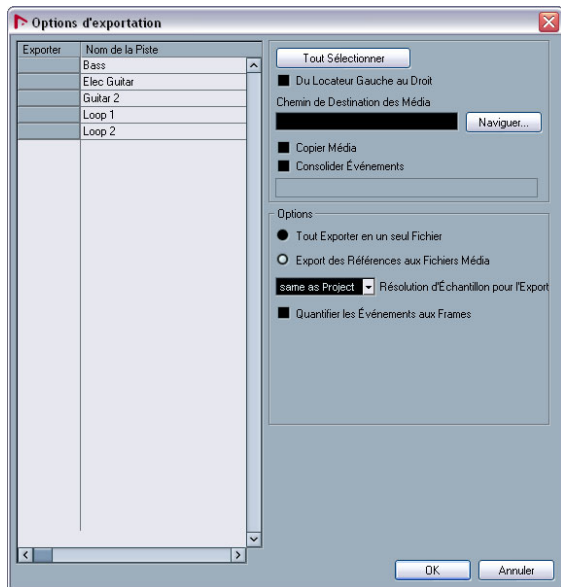 Options d'exportation
Exporter Nom de la Piste
Bass
Elec Guitar
Guitar 2
Loop 1
Loop 2
Tout Sélectionner
Du Locateur Gauche au Droit
Chemin de Destination des Média
Naviguer...
Copier Média
Consolider Événements
Options
Tout Exporter en un seul Fichier
Export des Références aux Fichiers Média
same as Project Résolution d'Échantillon pour l'Export
Quantifier les Événements aux Frames
OK Annuler